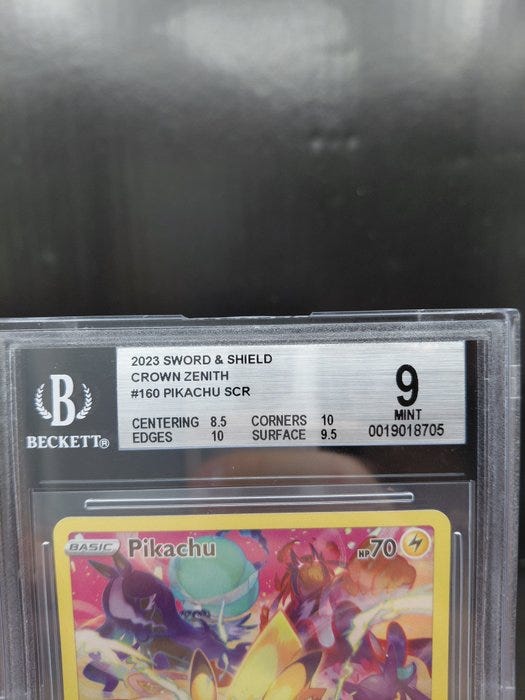 2023 SWORD & SHIELD
CROWN ZENITH
#160 PIKACHU SCR
CENTERING 8.5 CORNERS 10
EDGES 10 SURFACE 9.5
9
MINT
0019018705
B
BECKETT®
BASIC Pikachu HP70